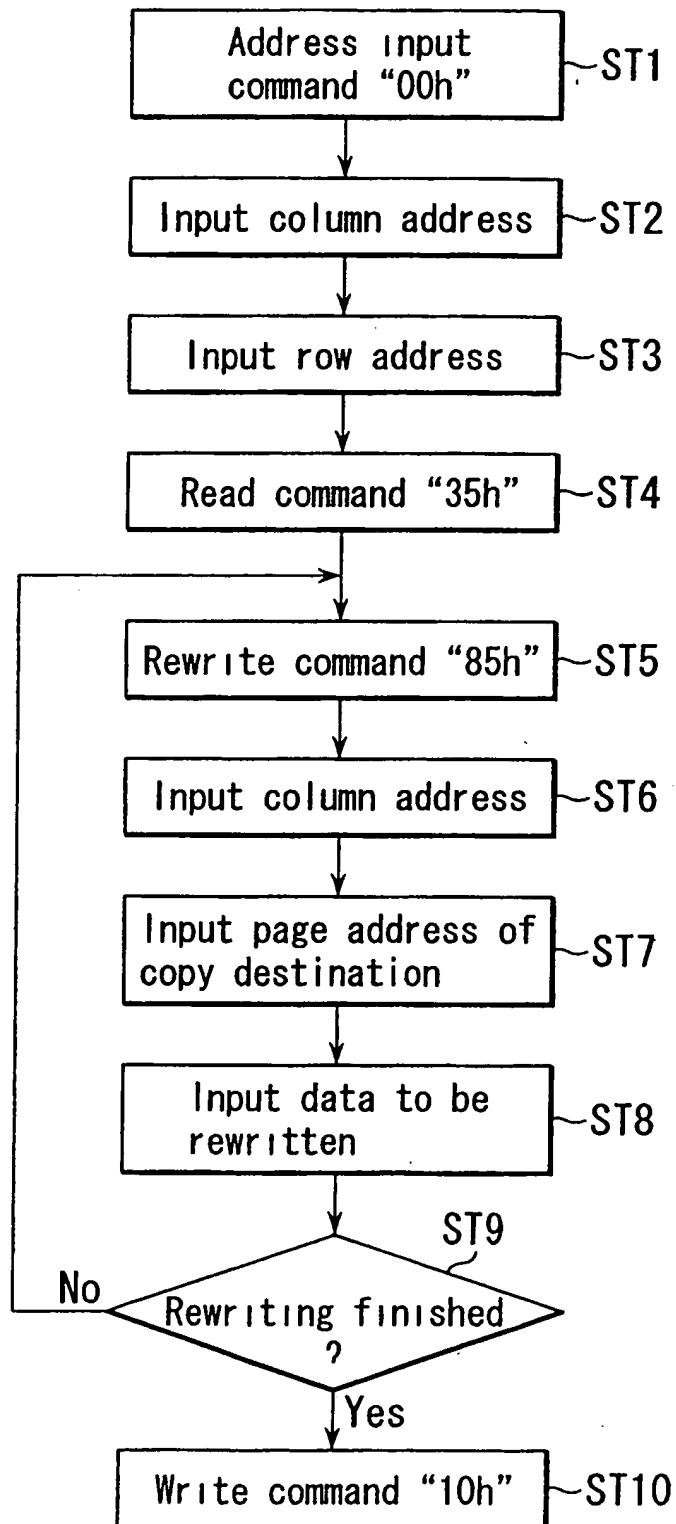 Address input
command “00h”
ST1
Input column address
ST2
Input row address
ST3
Read command “35h”
ST4
Rewrite command “85h”
ST5
Input column address
ST6
Input page address of
copy destination
ST7
Input data to be
rewritten
ST8
ST9
No
Rewriting finished
?
Yes
Write command “10h”
ST10